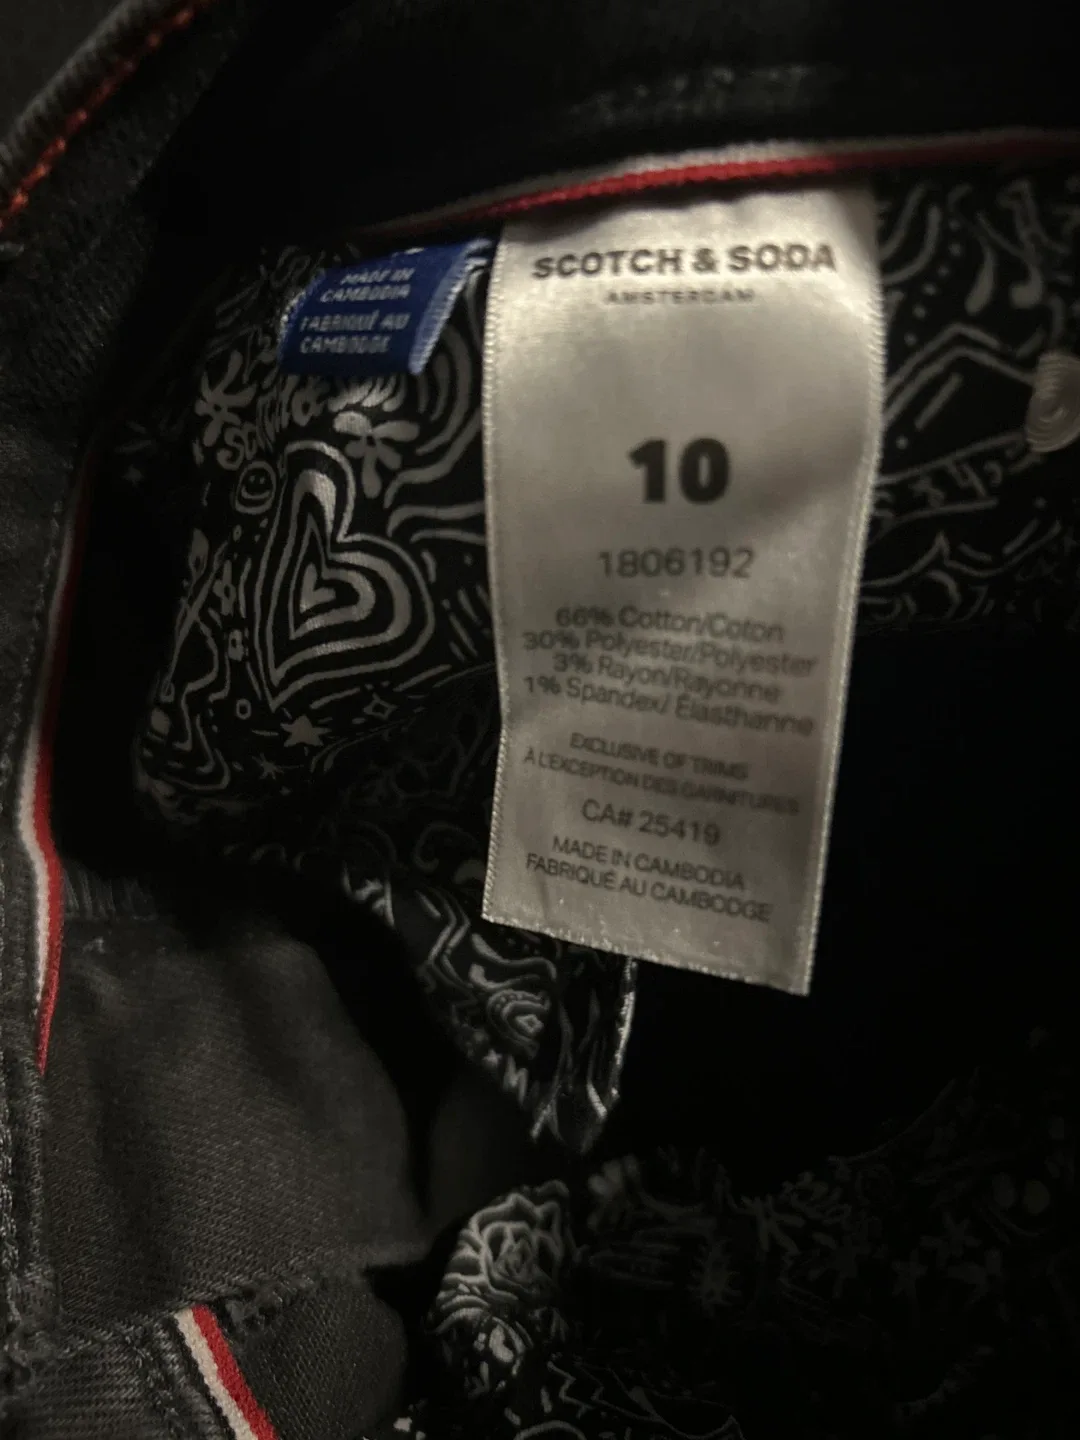 MADE IN
CAMBODIA
FABRIQUÉ AU
CAMBODGE
SCOTCH & SODA
AMSTERDAM
10
1806192
66% Cotton/Coton
30% Polyester/Polyester
3% Rayon/Rayonne
1% Spandex/ Élasthanne
EXCLUSIVE OF TRIMS
À L'EXCEPTION DES GARNITURES
CA# 25419
MADE IN CAMBODIA
FABRIQUÉ AU CAMBODGE